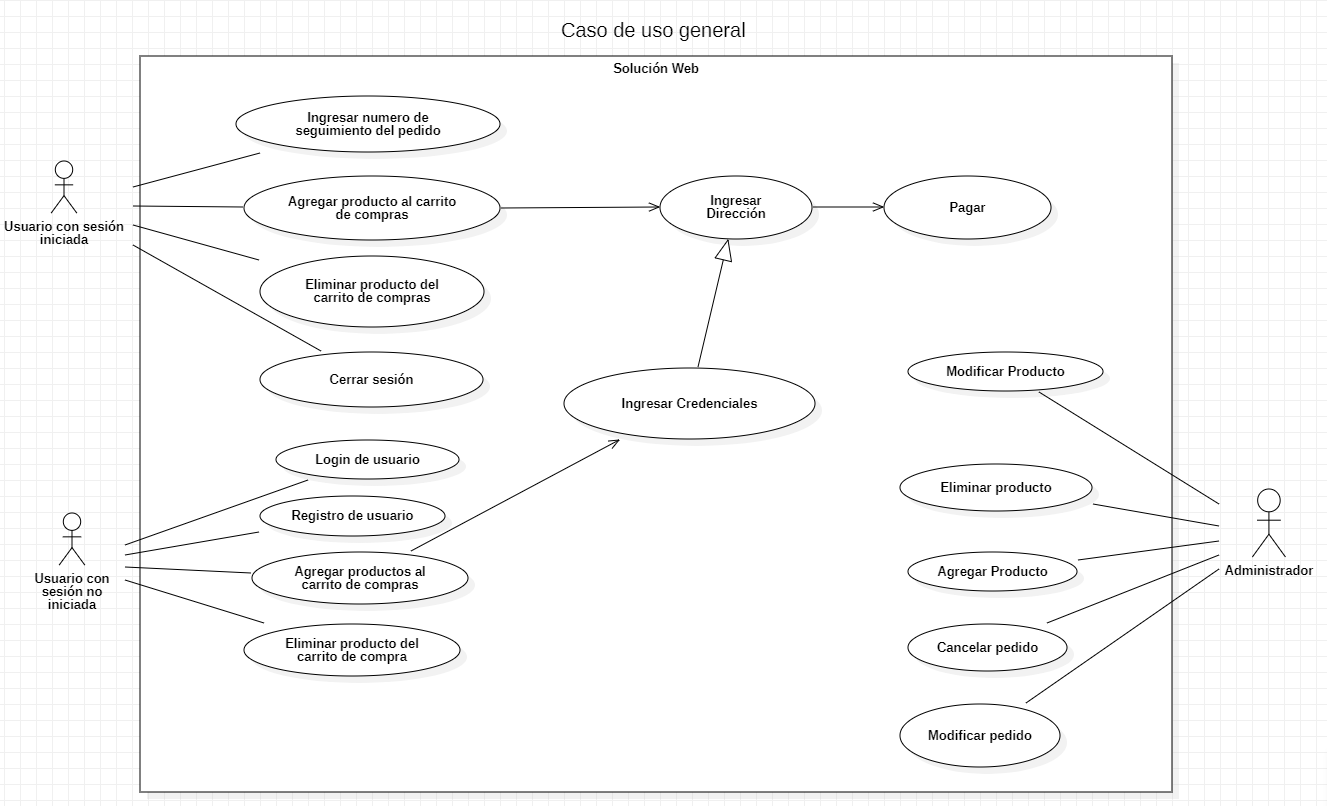 Caso de uso general
Solución Web
Ingresar numero de
seguimiento del pedido
Usuario con sesión
iniciada
Agregar producto al carrito
de compras
Ingresar
Dirección
Pagar
Eliminar producto del
carrito de compras
Cerrar sesión
Ingresar Credenciales
Modificar Producto
Login de usuario
Registro de usuario
Agregar productos al
carrito de compras
Eliminar producto del
carrito de compra
Usuario con
sesión no
iniciada
Eliminar producto
Agregar Producto
Cancelar pedido
Modificar pedido
Administrador